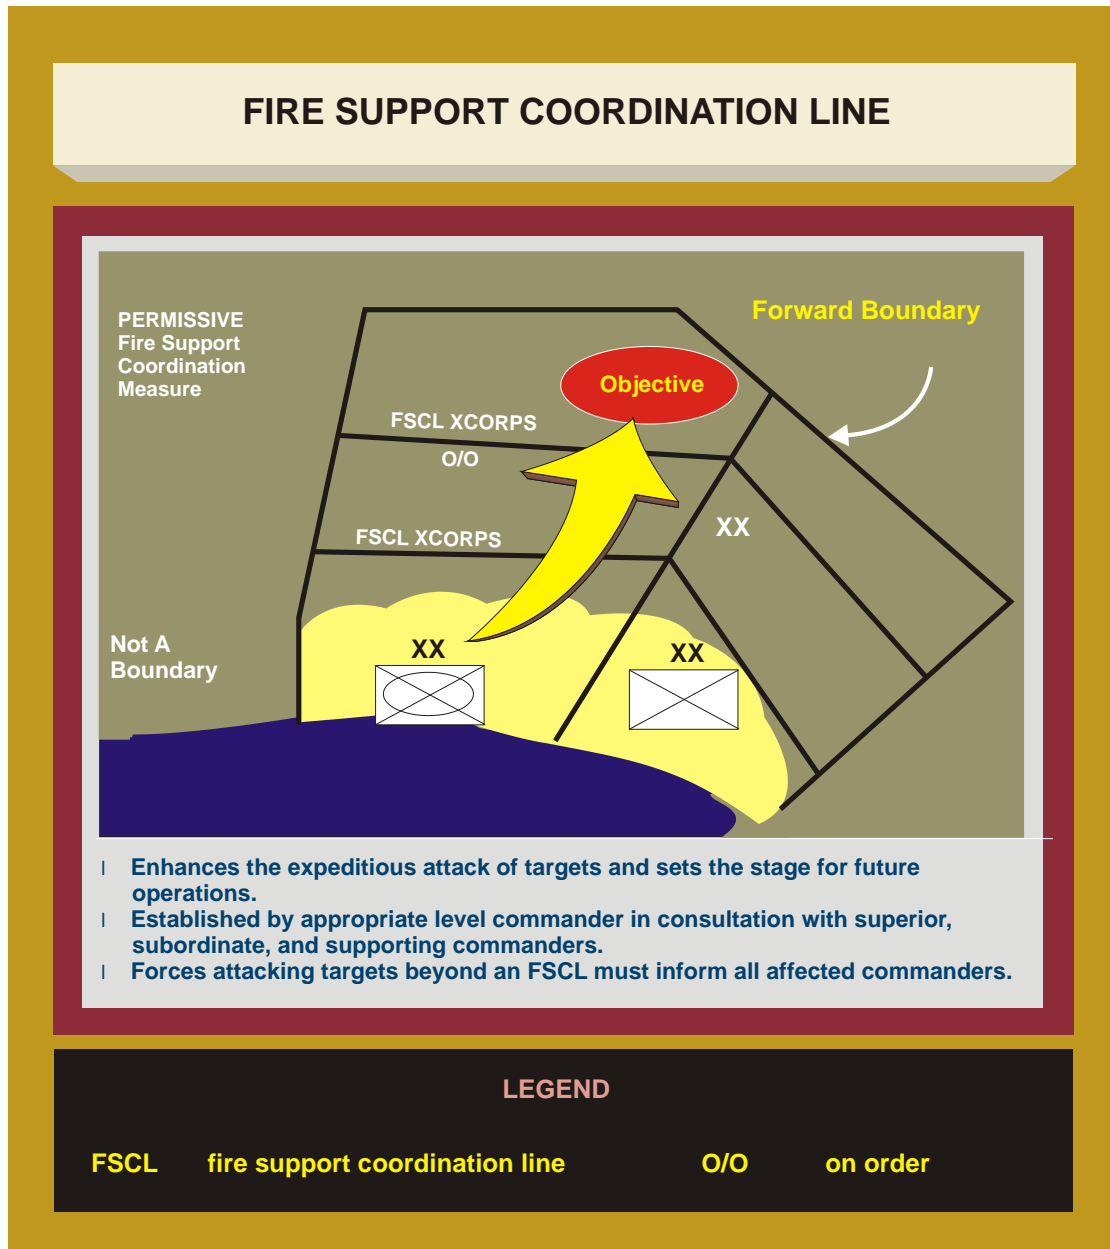 FIRE SUPPORT COORDINATION LINE
PERMISSIVE
Fire Support
Coordination
Measure
Forward Boundary
Objective
FSCL XCORPS
O/O
XX
FSCL XCORPS
Not A
Boundary
XX
XX
l Enhances the expeditious attack of targets and sets the stage for future
operations.
l Established by appropriate level commander in consultation with superior,
subordinate, and supporting commanders.
l Forces attacking targets beyond an FSCL must inform all affected commanders.
LEGEND
FSCL fire support coordination line O/O on order